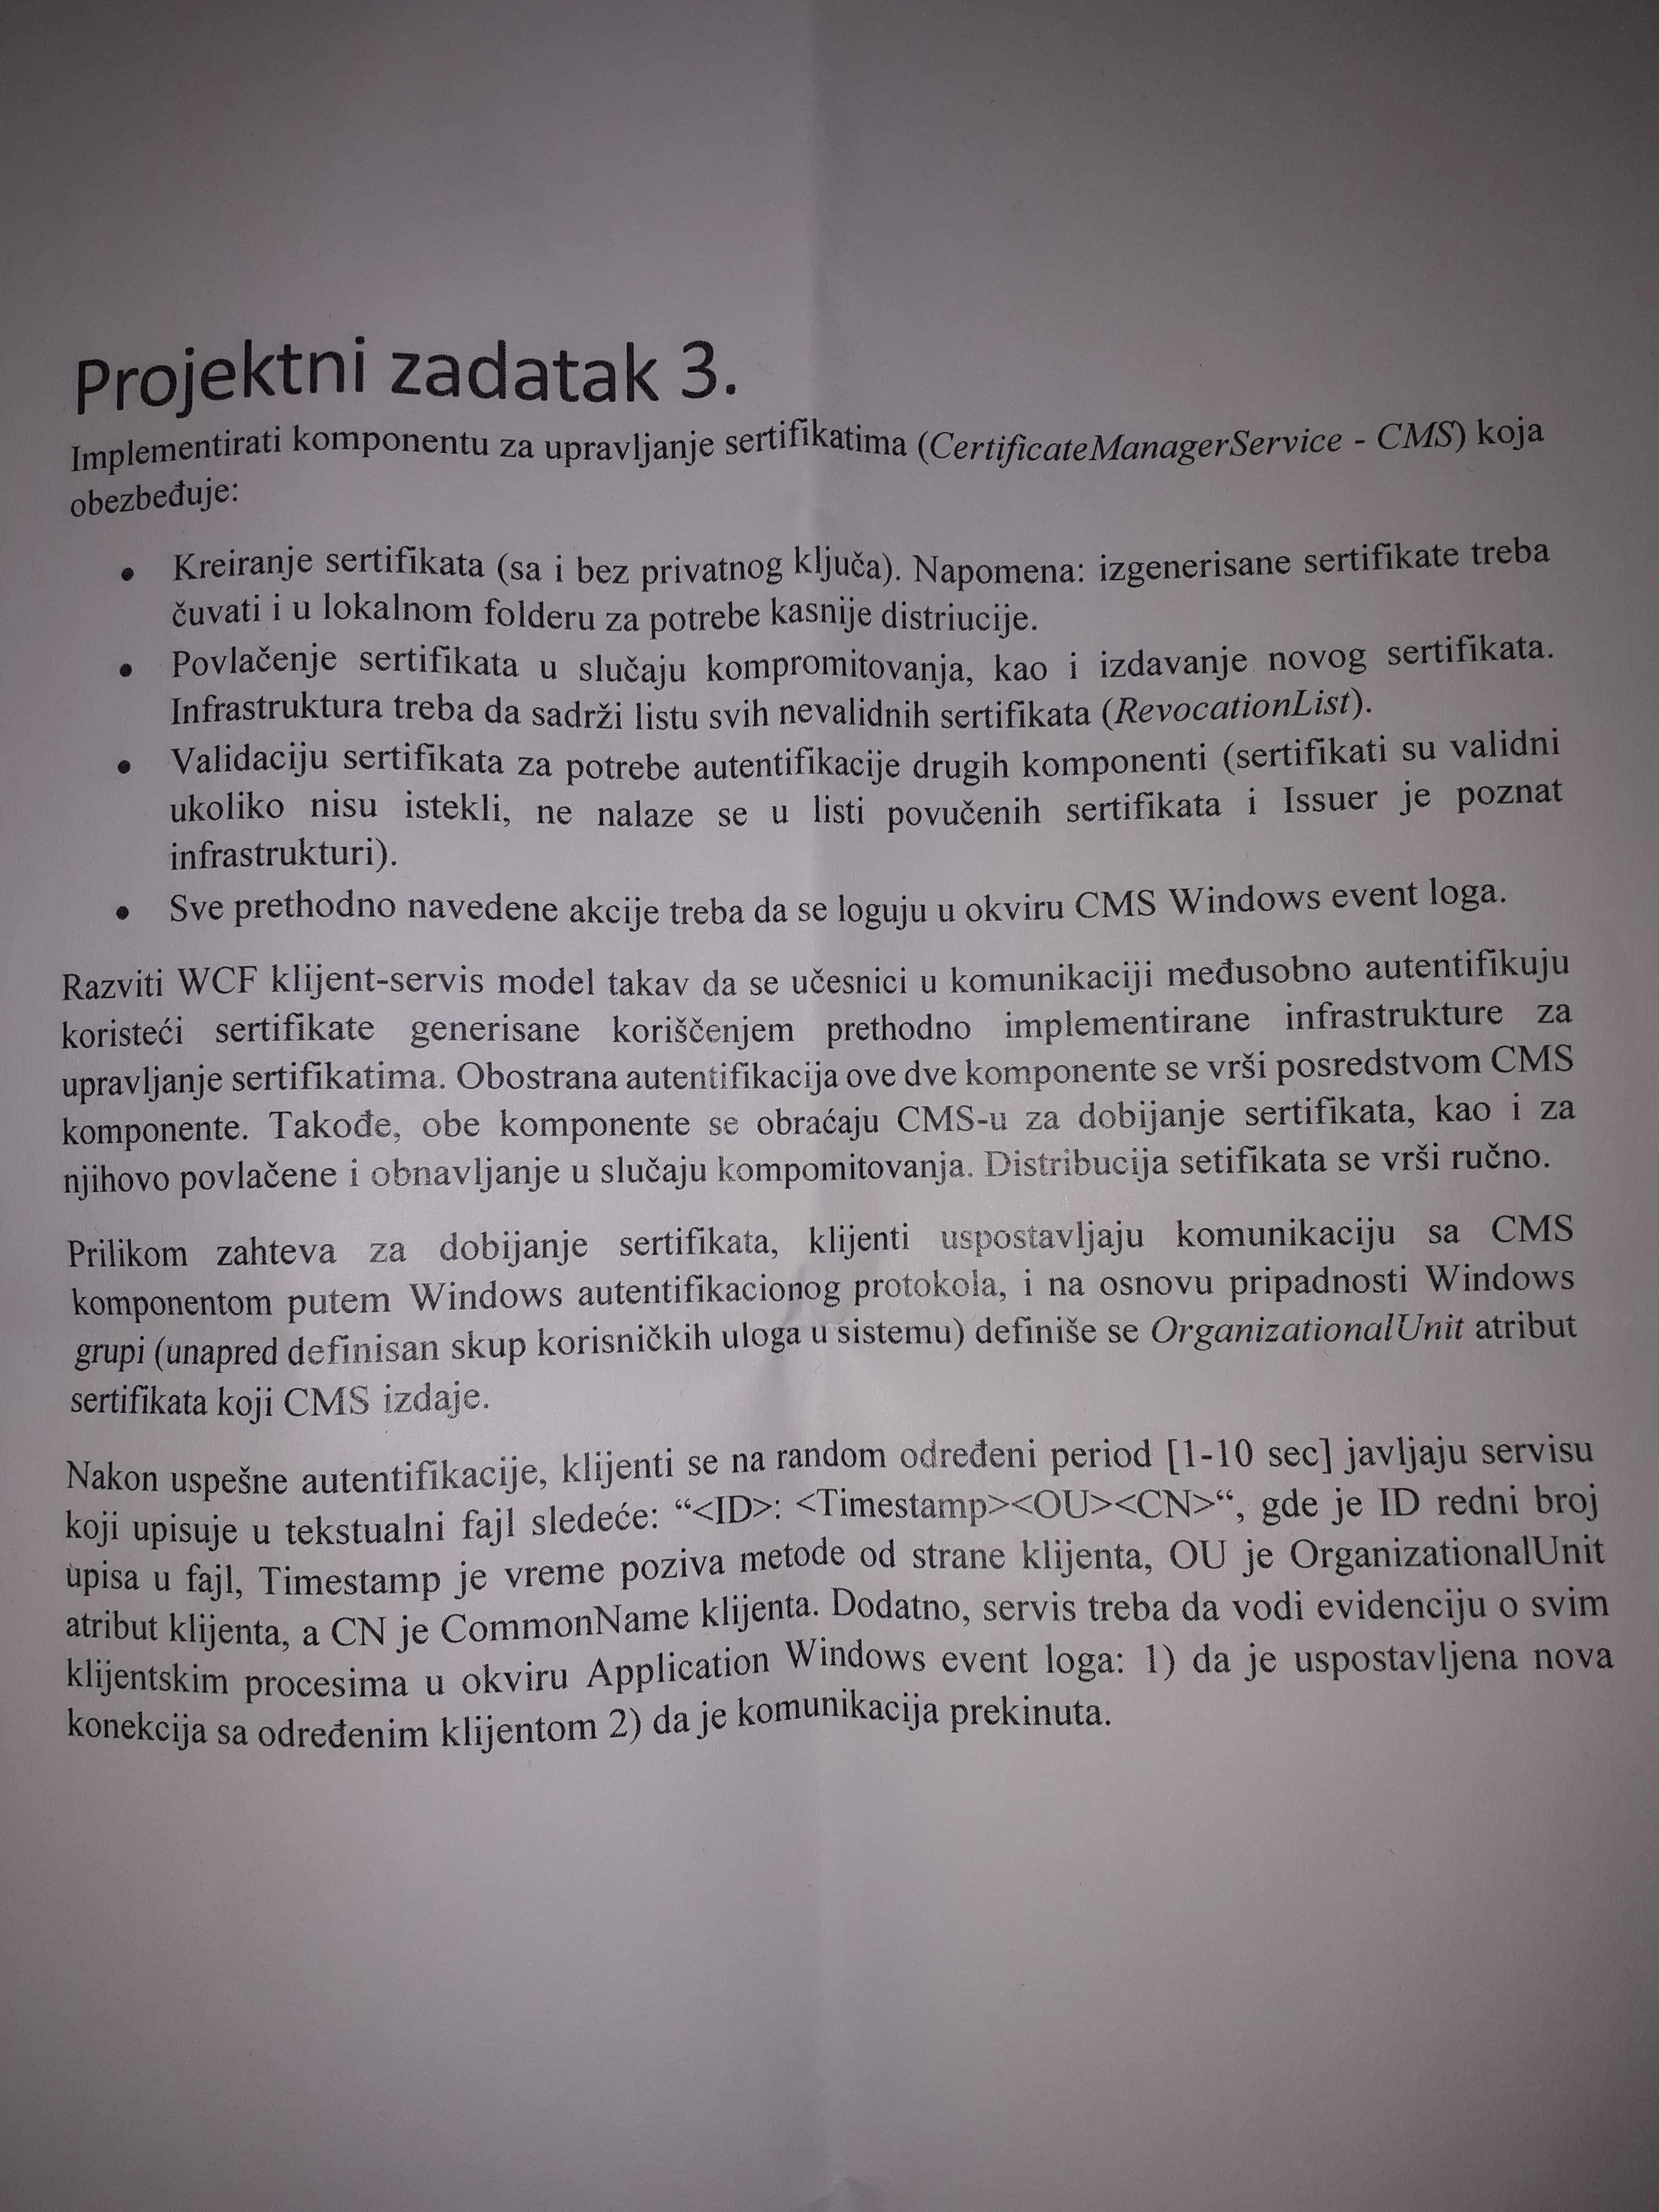 Projektni zadatak 3.
Implementirati komponentu za upravljanje sertifikatima (CertificateManagerService - CMS) koja
obezbeđuje:
• Kreiranje sertifikata (sa i bez privatnog ključa). Napomena: izgenerisane sertifikate treba
čuvati i u lokalnom folderu za potrebe kasnije distriucije.
• Povlačenje sertifikata u slučaju kompromitovanja, kao i izdavanje novog sertifikata.
Infrastruktura treba da sadrži listu svih nevalidnih sertifikata (RevocationList).
• Validaciju sertifikata za potrebe autentifikacije drugih komponenti (sertifikati su validni
ukoliko nisu istekli, ne nalaze se u listi povučenih sertifikata i Issuer je poznat
infrastrukturi).
• Sve prethodno navedene akcije treba da se loguju u okviru CMS Windows event loga.
Razviti WCF klijent-servis model takav da se učesnici u komunikaciji međusobno autentifikuju
koristeći sertifikate generisane koriščenjem prethodno implementirane infrastrukture za
upravljanje sertifikatima. Obostrana autentifikacija ove dve komponente se vrši posredstvom CMS
komponente. Takođe, obe komponente se obraćaju CMS-u za dobijanje sertifikata, kao i za
njihovo povlačene i obnavljanje u slučaju kompomitovanja. Distribucija setifikata se vrši ručno.
Prilikom zahteva za dobijanje sertifikata, klijenti uspostavljaju komunikaciju sa CMS
komponentom putem Windows autentifikacionog protokola, i na osnovu pripadnosti Windows
grupi (unapred definisan skup korisničkih uloga u sistemu) definiše se OrganizationalUnit atribut
sertifikata koji CMS izdaje.
Nakon uspešne autentifikacije, klijenti se na random određeni period [1-10 sec] javljaju servisu
koji upisuje u tekstualni fajl sledeće: “<ID>: <Timestamp><OU><CN>“, gde je ID redni broj
upisa u fajl, Timestamp je vreme poziva metode od strane klijenta, OU je OrganizationalUnit
atribut klijenta, a CN je CommonName klijenta. Dodatno, servis treba da vodi evidenciju o svim
klijentskim procesima u okviru Application Windows event loga: 1) da je uspostavljena nova
konekcija sa određenim klijentom 2) da je komunikacija prekinuta.